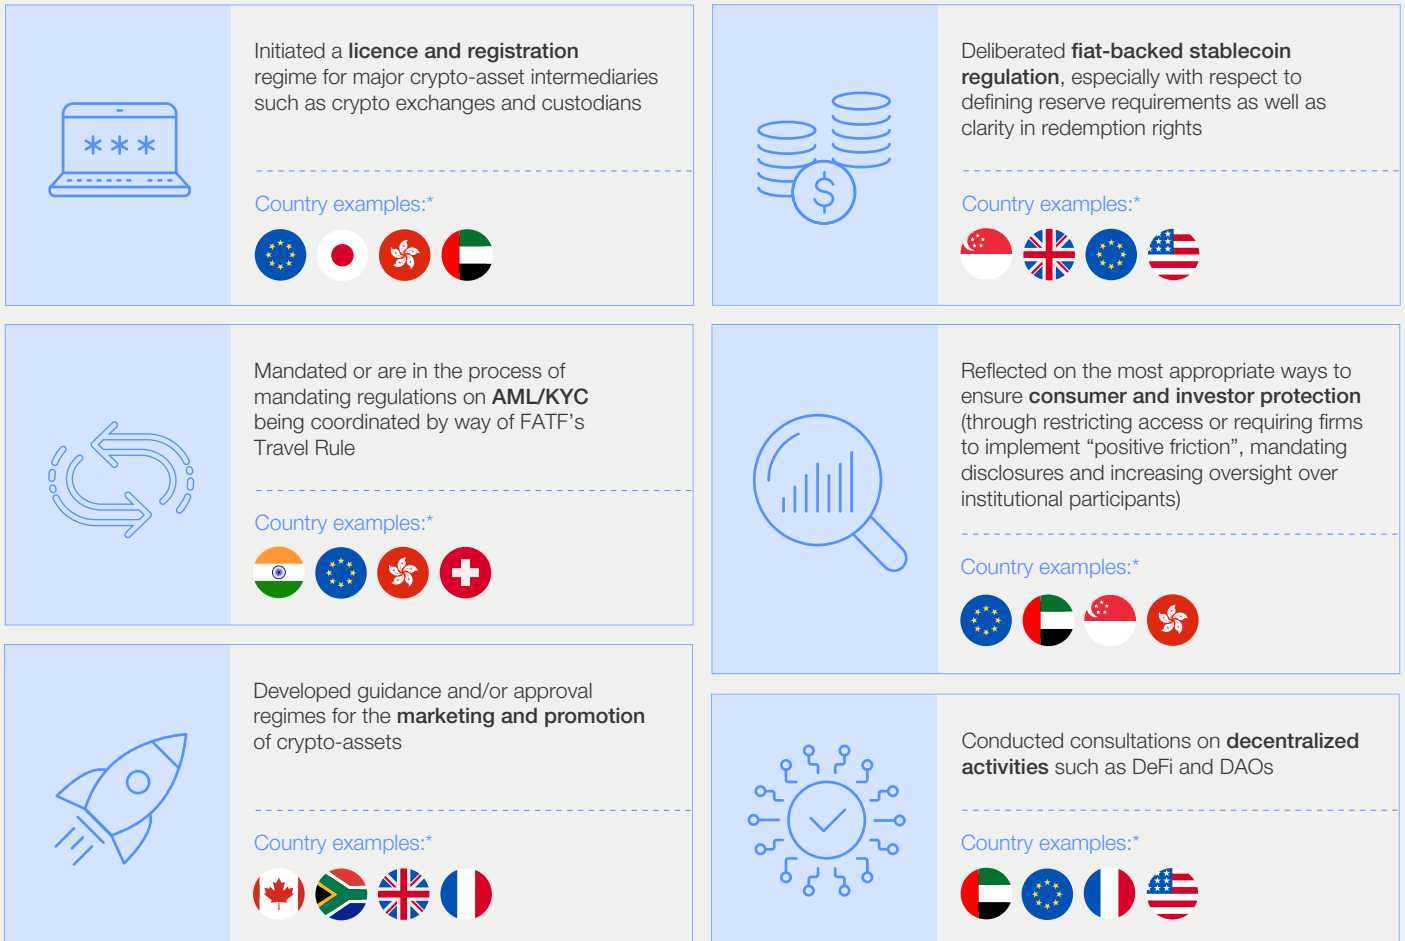 Initiated a licence and registration
regime for major crypto-asset intermediaries
such as crypto exchanges and custodians
Country examples:*
Deliberated fiat-backed stablecoin
regulation, especially with respect to
defining reserve requirements as well as
clarity in redemption rights
Country examples:*
Mandated or are in the process of
mandating regulations on AML/KYC
being coordinated by way of FATF’s
Travel Rule
Country examples:*
Reflected on the most appropriate ways to
ensure consumer and investor protection
(through restricting access or requiring firms
to implement “positive friction”, mandating
disclosures and increasing oversight over
institutional participants)
Country examples:*
Developed guidance and/or approval
regimes for the marketing and promotion
of crypto-assets
Country examples:*
Conducted consultations on decentralized
activities such as DeFi and DAOs
Country examples:*